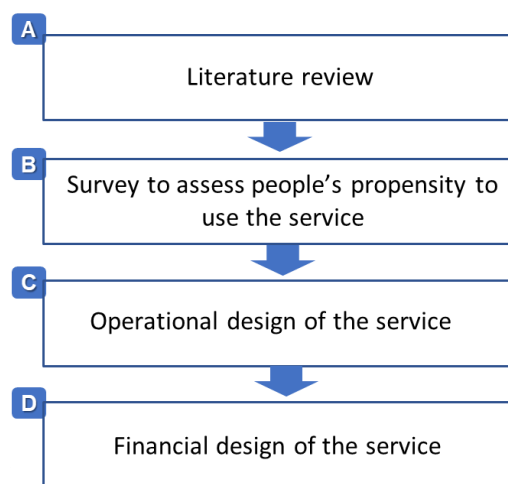 A
Literature review
B
Survey to assess people’s propensity to
use the service
C
Operational design of the service
D
Financial design of the service